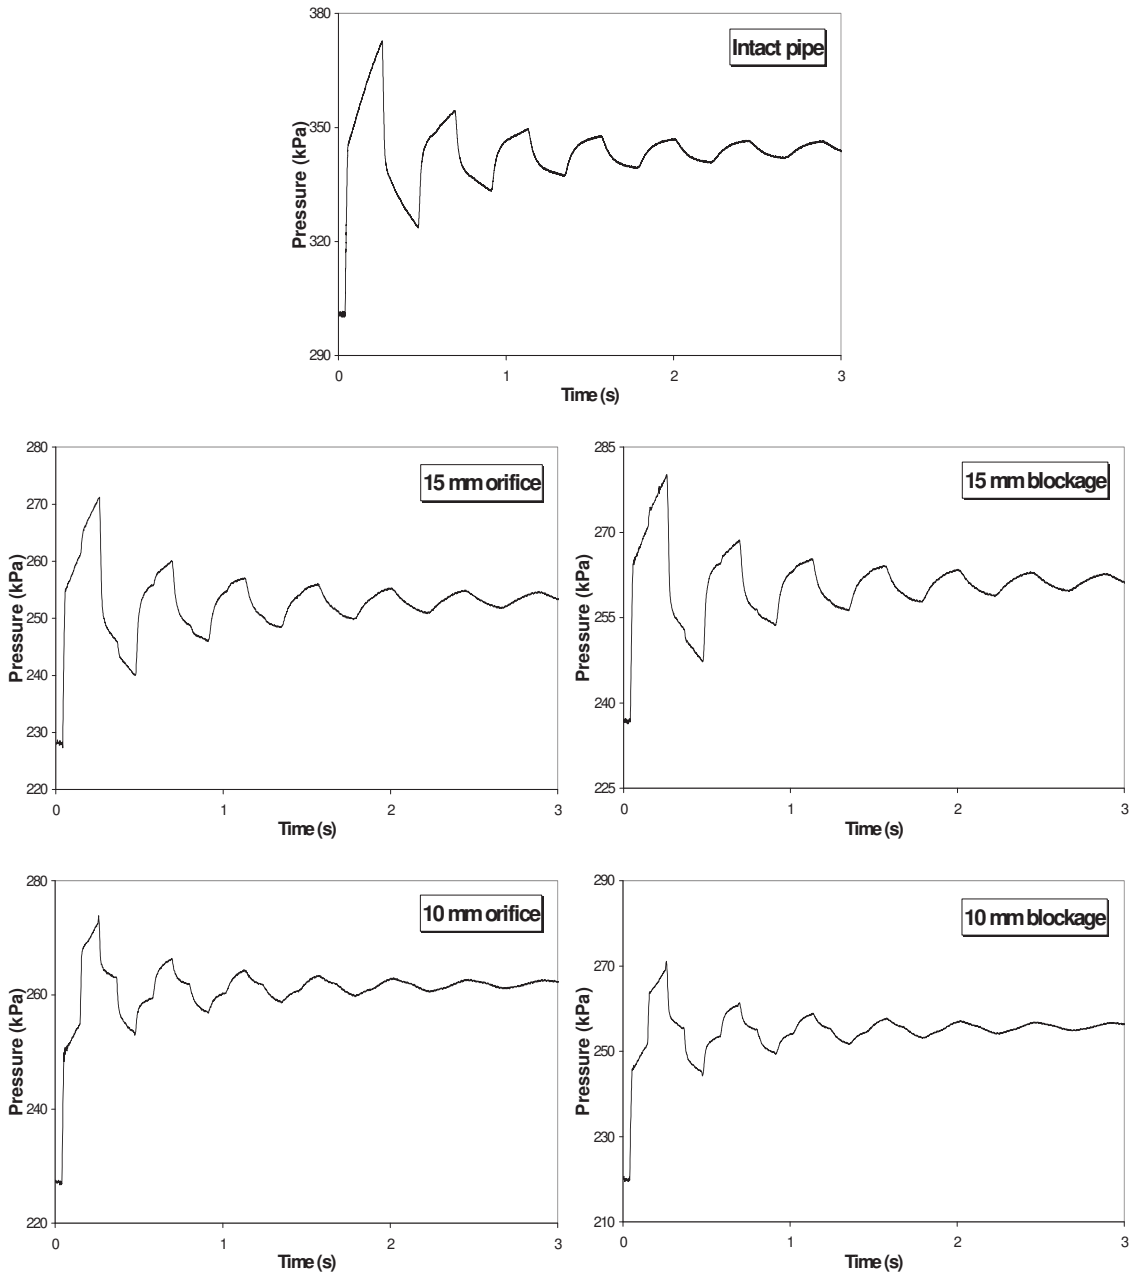 380
350
320
290
Pressure (kPa)
Intact pipe
0 1 2 3
Time (s)
280
270
260
250
240
230
220
Pressure (kPa)
15 mm orifice
0 1 2 3
Time (s)
285
270
255
240
225
Pressure (kPa)
15 mm blockage
0 1 2 3
Time (s)
280
270
260
250
240
230
220
Pressure (kPa)
10 mm orifice
0 1 2 3
Time (s)
290
270
250
230
210
Pressure (kPa)
10 mm blockage
0 1 2 3
Time (s)